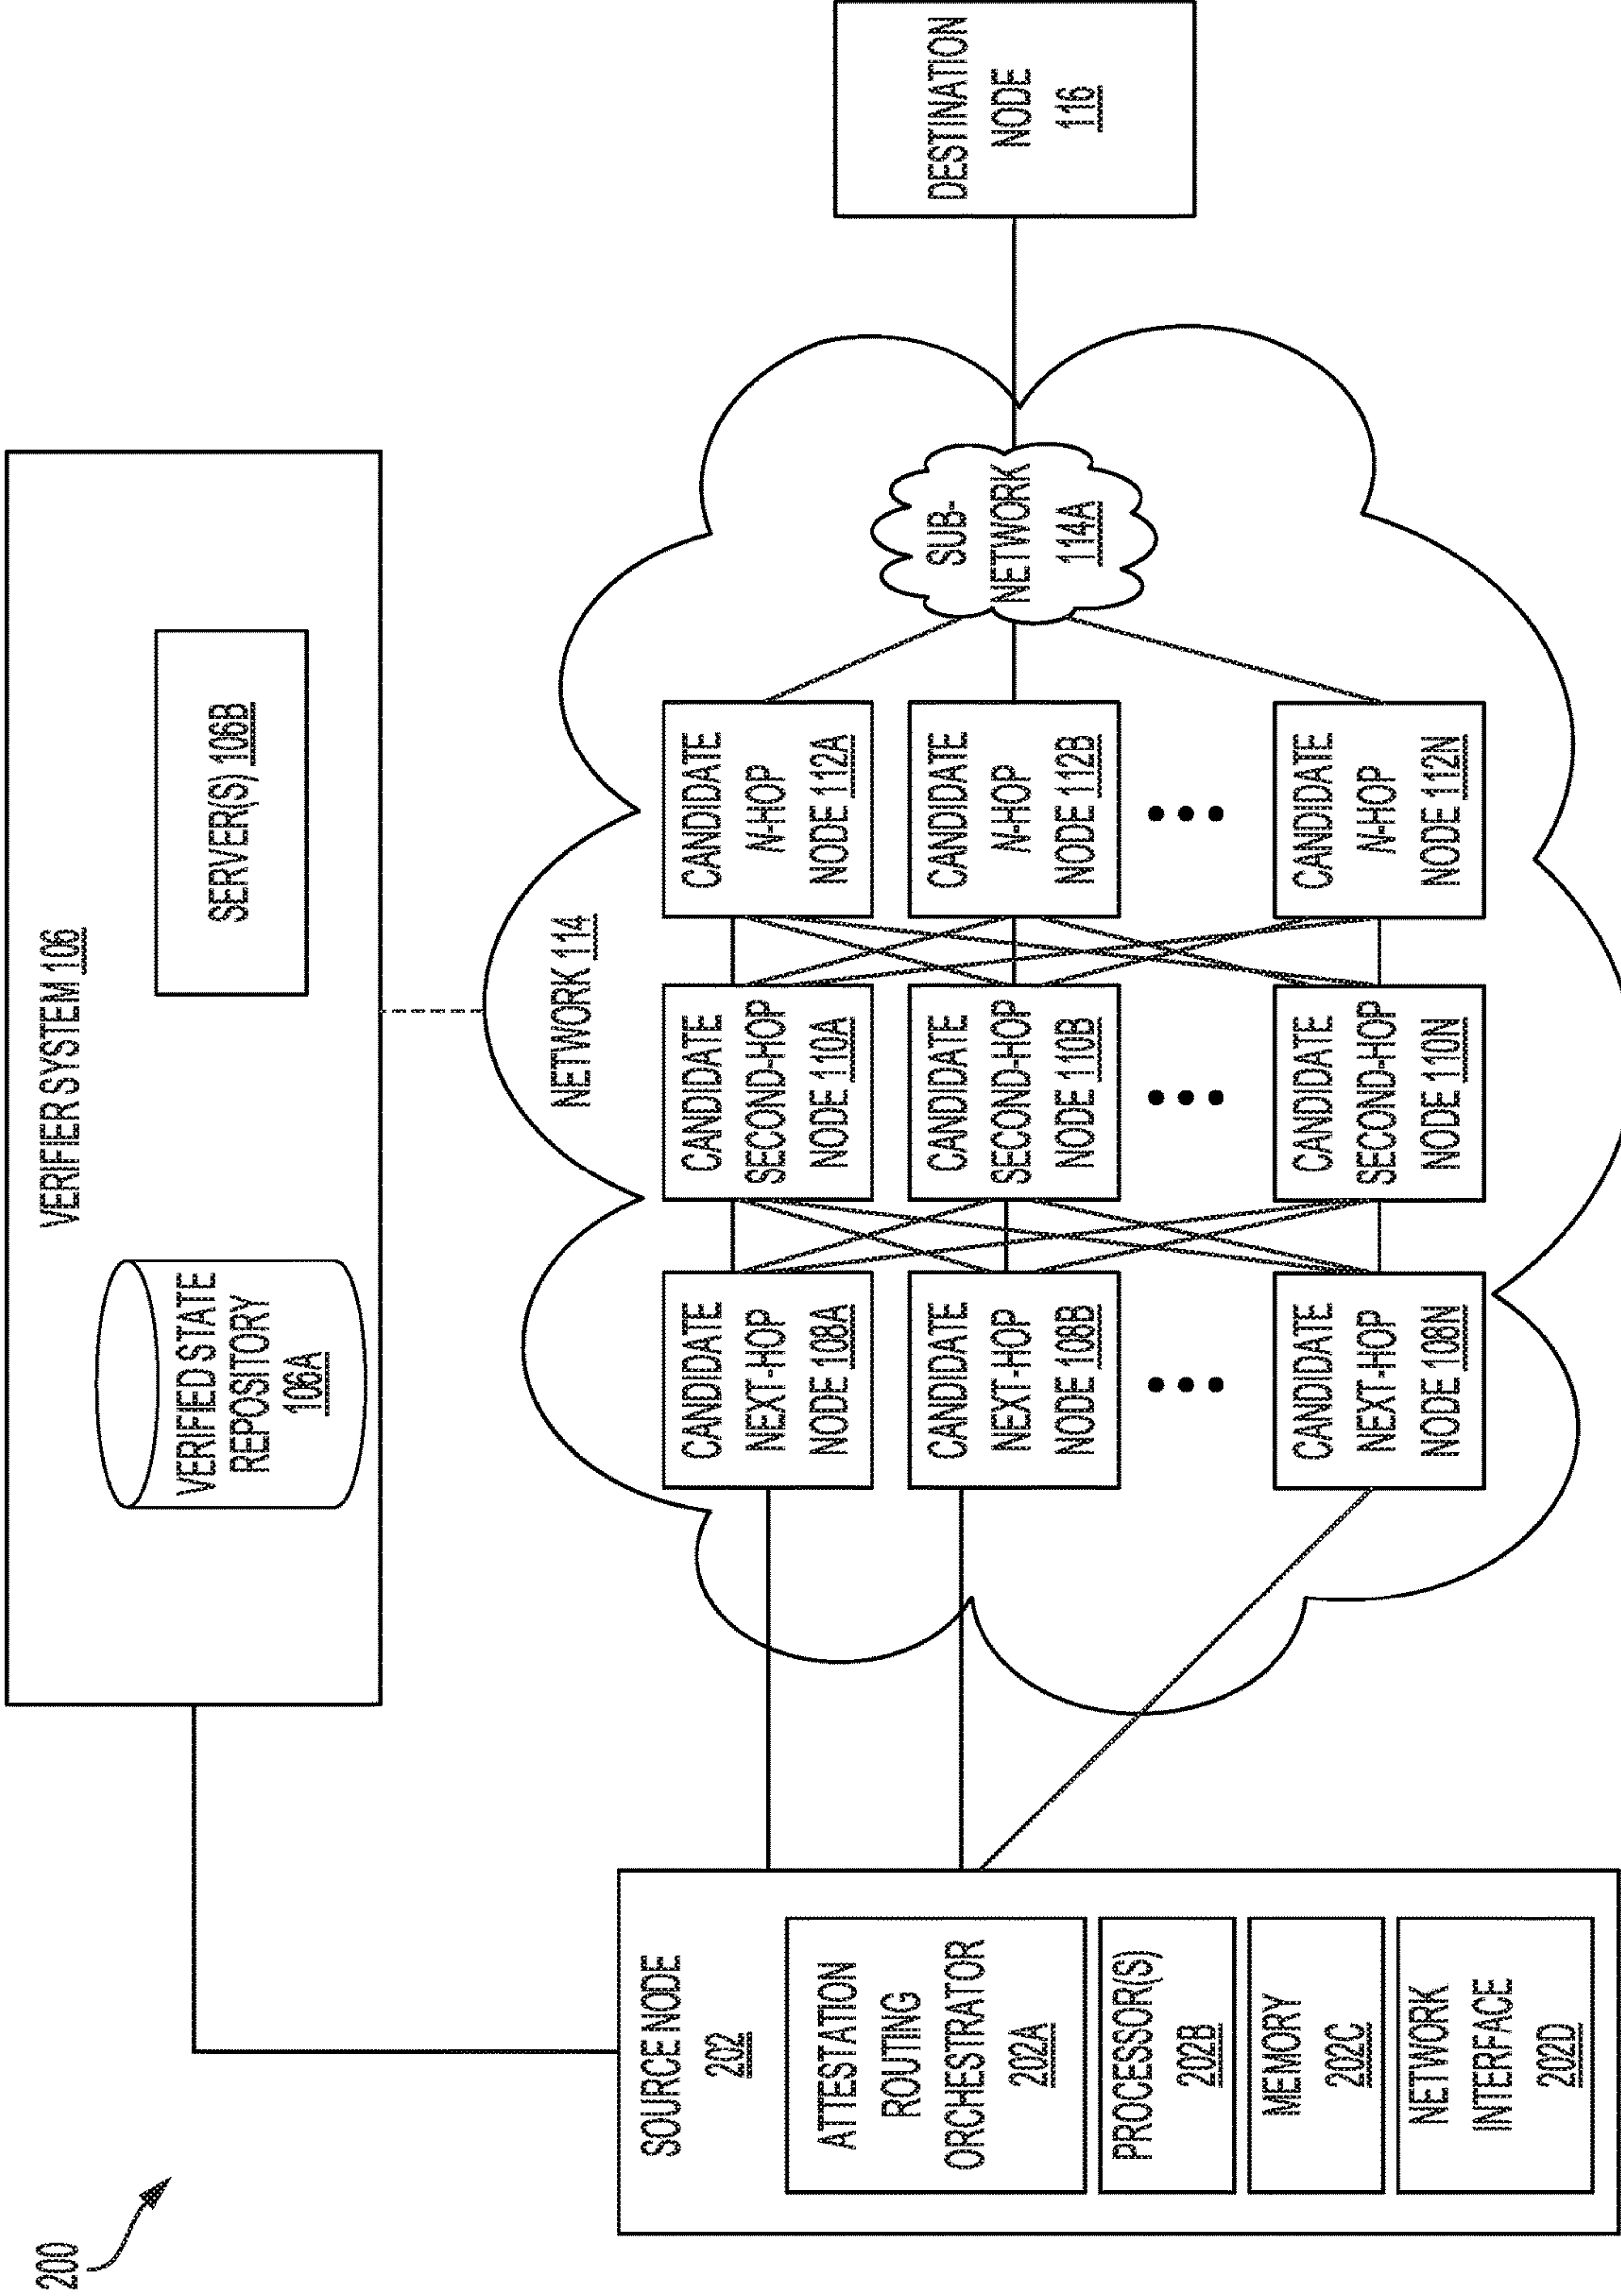 200
VERIFIER SYSTEM 106
VERIFIED STATE
REPOSITORY
106A
SERVER(S) 106B
SOURCE NODE
202
ATTESTATION
ROUTING
ORCHESTRATOR
202A
PROCESSOR(S)
202B
MEMORY
202C
NETWORK
INTERFACE
202D
NETWORK 114
CANDIDATE
NEXT-HOP
NODE 108A
CANDIDATE
SECOND-HOP
NODE 110A
CANDIDATE
N-HOP
NODE 112A
CANDIDATE
NEXT-HOP
NODE 108B
CANDIDATE
SECOND-HOP
NODE 110B
CANDIDATE
N-HOP
NODE 112B
CANDIDATE
NEXT-HOP
NODE 108N
CANDIDATE
SECOND-HOP
NODE 110N
CANDIDATE
N-HOP
NODE 112N
SUB-
NETWORK
114A
DESTINATION
NODE
116